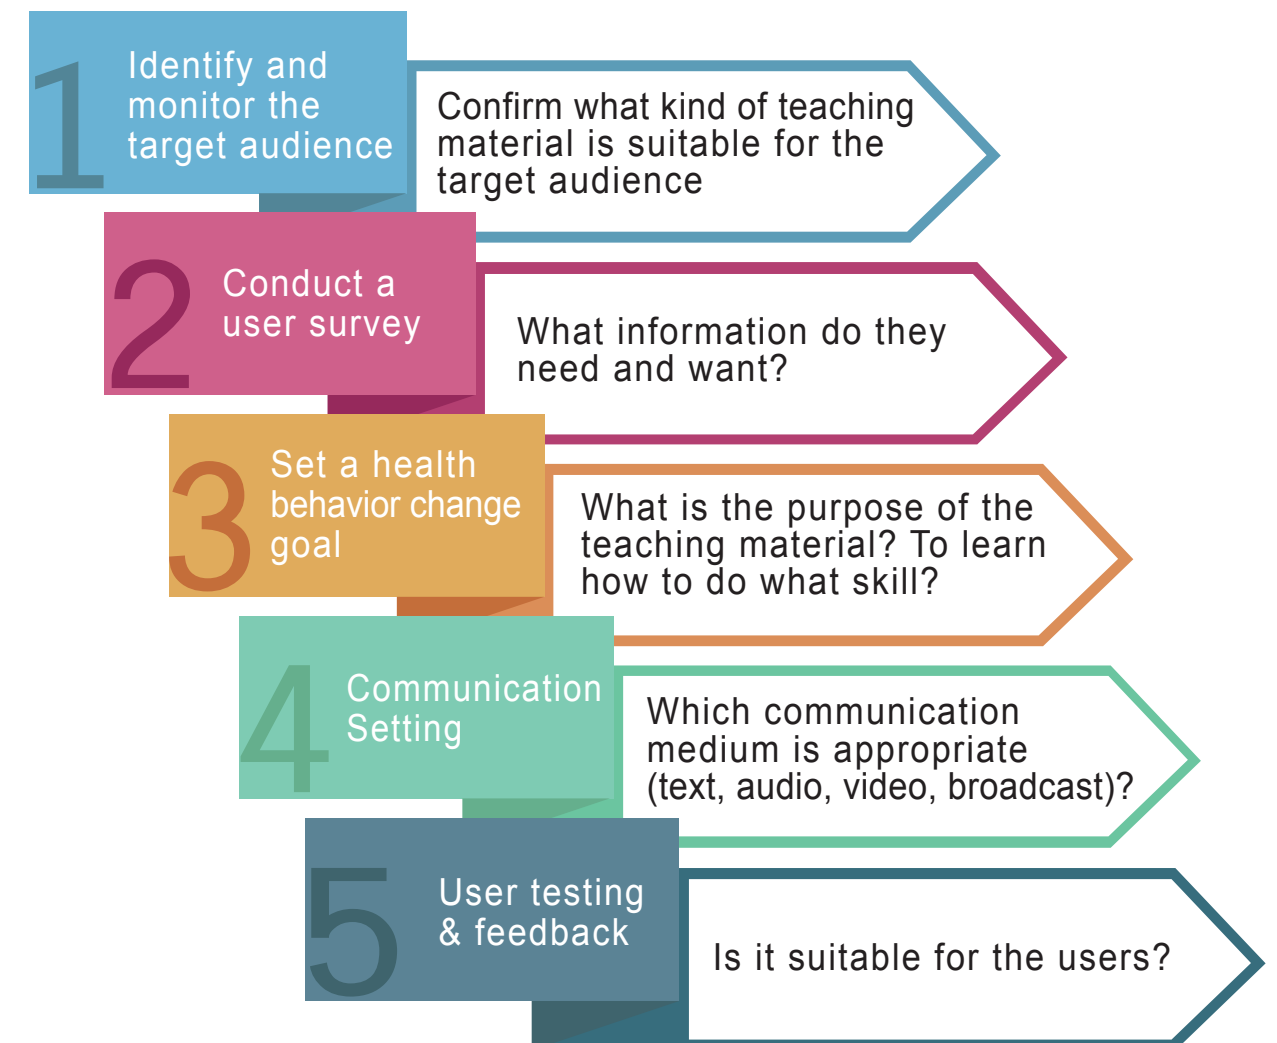 1
Identify and
monitor the
target audience
Confirm what kind of teaching
material is suitable for the
target audience
2
Conduct a
user survey
What information do they
need and want?
3
Set a health
behavior change
goal
What is the purpose of the
teaching material? To learn
how to do what skill?
4
Communication
Setting
Which communication
medium is appropriate
(text, audio, video, broadcast)?
5
User testing
& feedback
Is it suitable for the users?